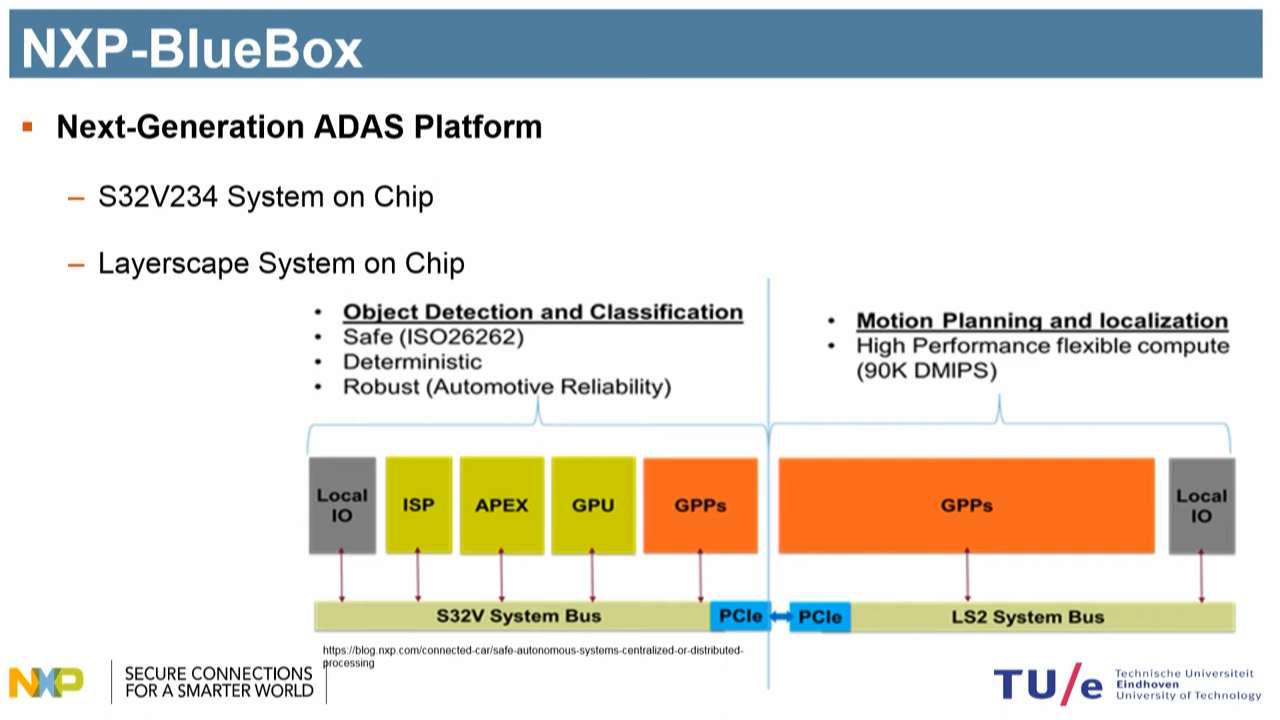 NXP-BlueBox
Next-Generation ADAS Platform
– S32V234 System on Chip
– Layerscape System on Chip
• Object Detection and Classification
• Safe (ISO26262)
• Deterministic
• Robust (Automotive Reliability)
• Motion Planning and localization
• High Performance flexible compute
(90K DMIPS)
Local
IO
ISP
APEX
GPU
GPPs
GPPs
Local
IO
S32V System Bus
PCIe
PCIe
LS2 System Bus
https://blog.nxp.com/connected-car/safe-autonomous-systems-centralized-or-distributed-
processing
NXP
SECURE CONNECTIONS
FOR A SMARTER WORLD
TU/e
Technische Universiteit
Eindhoven
University of Technology